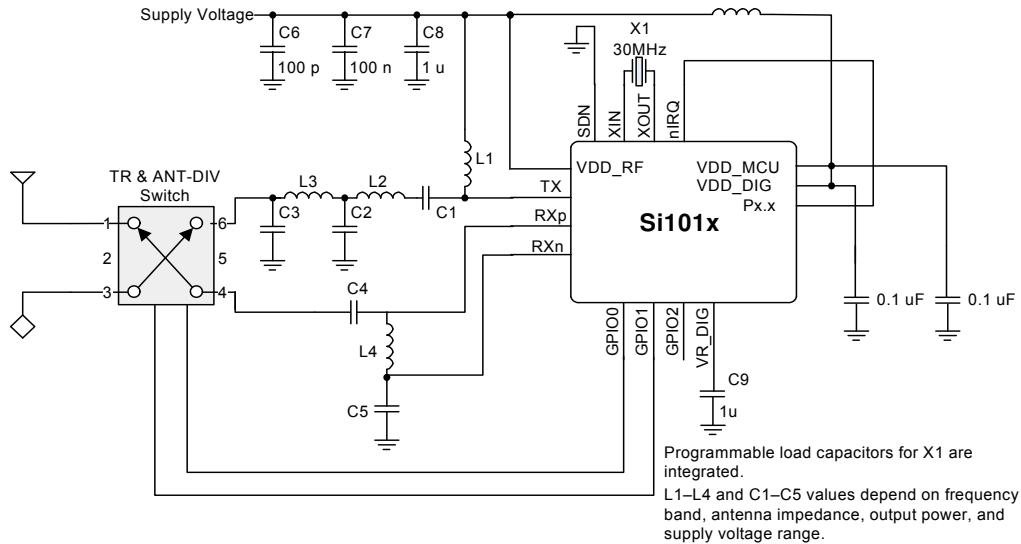 Supply Voltage
C6
C7
C8
100 p
100 n
1 u
X1
30MHz
SDN
XIN
XOUT
nIRQ
L1
VDD_RF
VDD_MCU
VDD_DIG
Px.x
TX
RXp
RXn
Si101x
TR & ANT-DIV
Switch
L3
L2
C3
C2
C1
1
2
3
6
5
4
C4
L4
C5
GPIO0
GPIO1
GPIO2
VR_DIG
0.1 uF
0.1 uF
C9
1u
Programmable load capacitors for X1 are
integrated.
L1–L4 and C1–C5 values depend on frequency
band, antenna impedance, output power, and
supply voltage range.